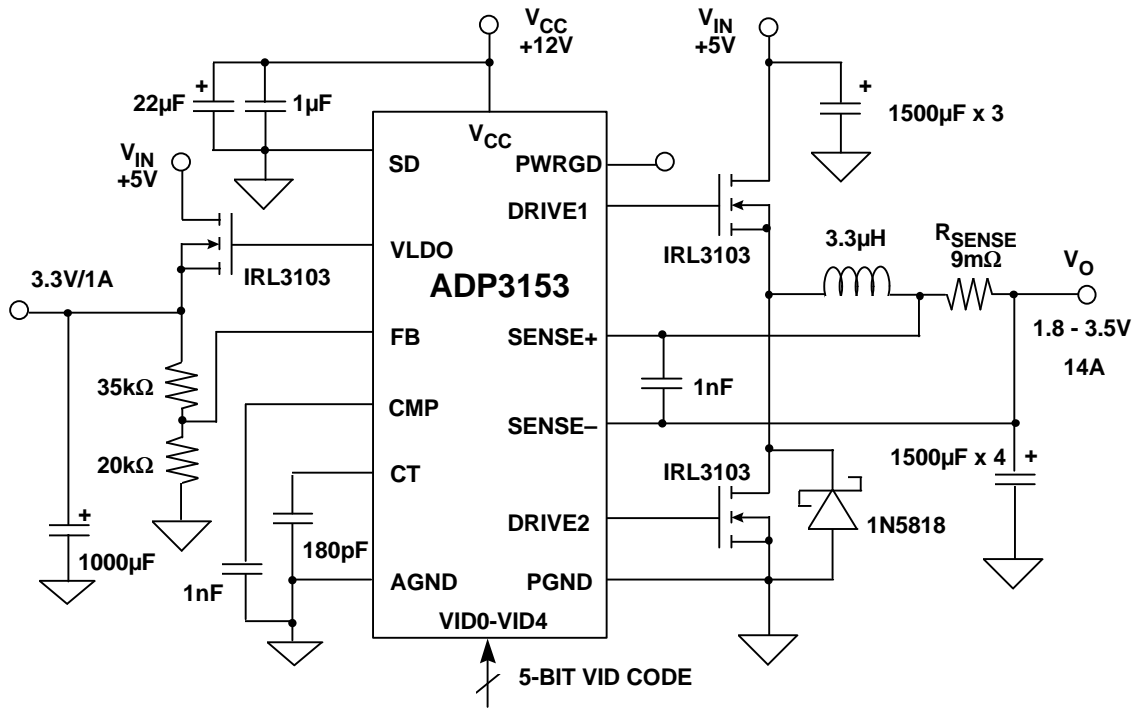 VCC
+12V
VIN
+5V
22µF
+
1µF
+
1500µF x 3
VCC
VIN
+5V
SD
PWRGD
DRIVE1
IRL3103
VLDO
IRL3103
ADP3153
3.3µH
RSENSE
9mΩ
VO
3.3V/1A
1.8 - 3.5V
14A
FB
SENSE+
35kΩ
1nF
CMP
SENSE–
20kΩ
CT
IRL3103
1500µF x 4
+
+
1000µF
180pF
DRIVE2
1N5818
1nF
AGND
PGND
VID0-VID4
5-BIT VID CODE